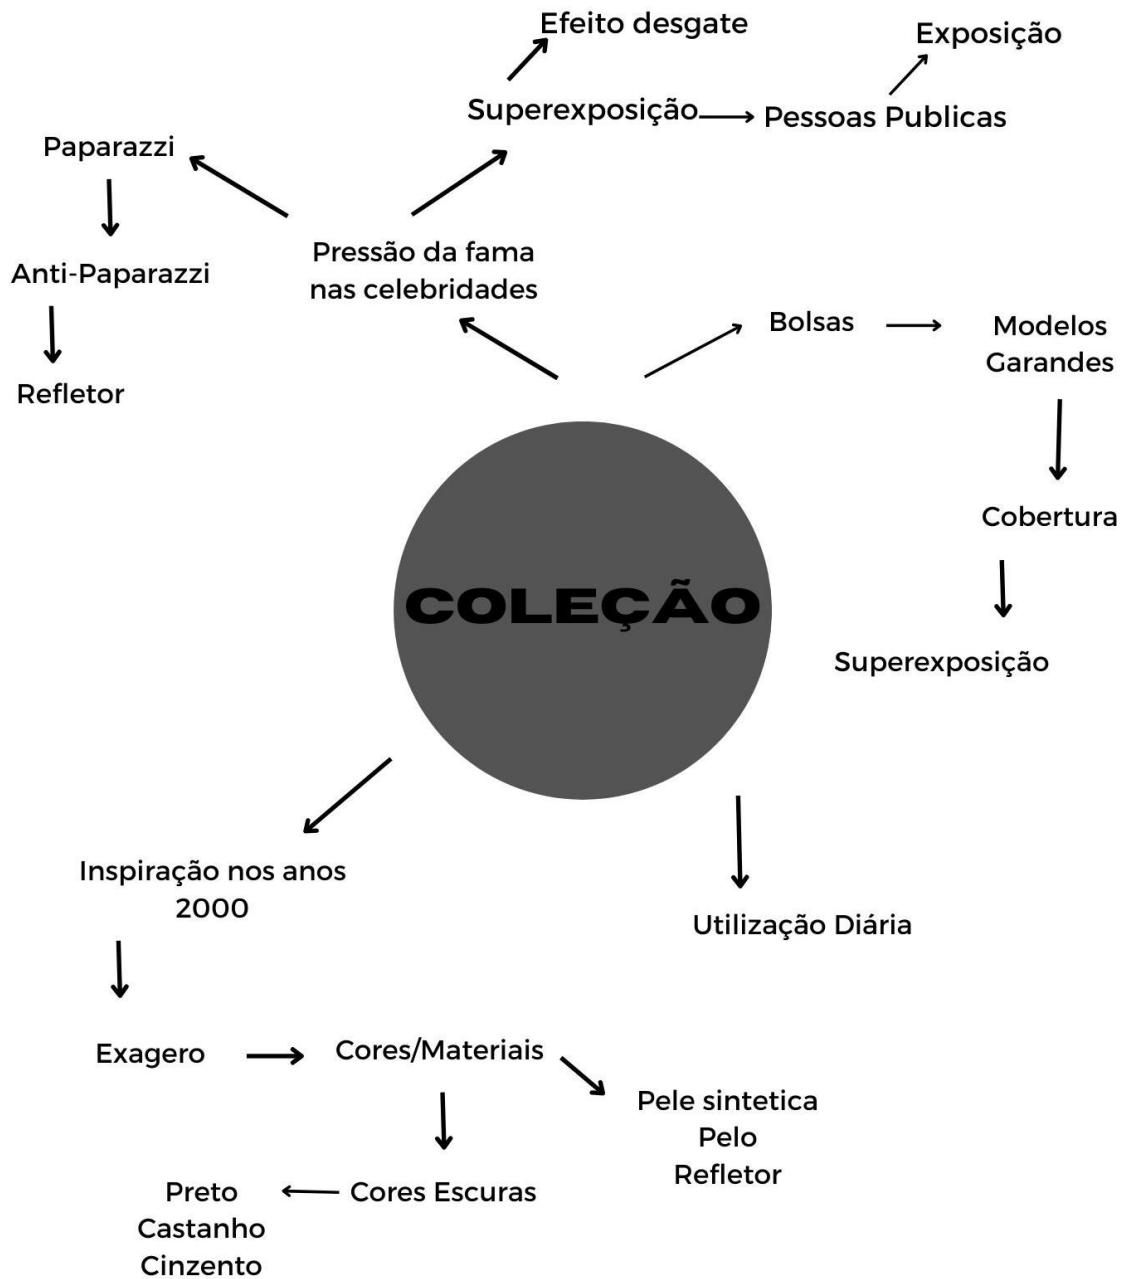 Efeito desgate
Exposição
Superexposição
Pessoas Publicas
Paparazzi
Anti-Paparazzi
Refletor
Pressão da fama
nas celebridades
Bolsas
Modelos
Garandes
Cobertura
Superexposição
COLEÇÃO
Inspiração nos anos
2000
Utilização Diária
Exagero
Cores/Materiais
Pele sintetica
Pelo
Refletor
Cores Escuras
Preto
Castanho
Cinzento